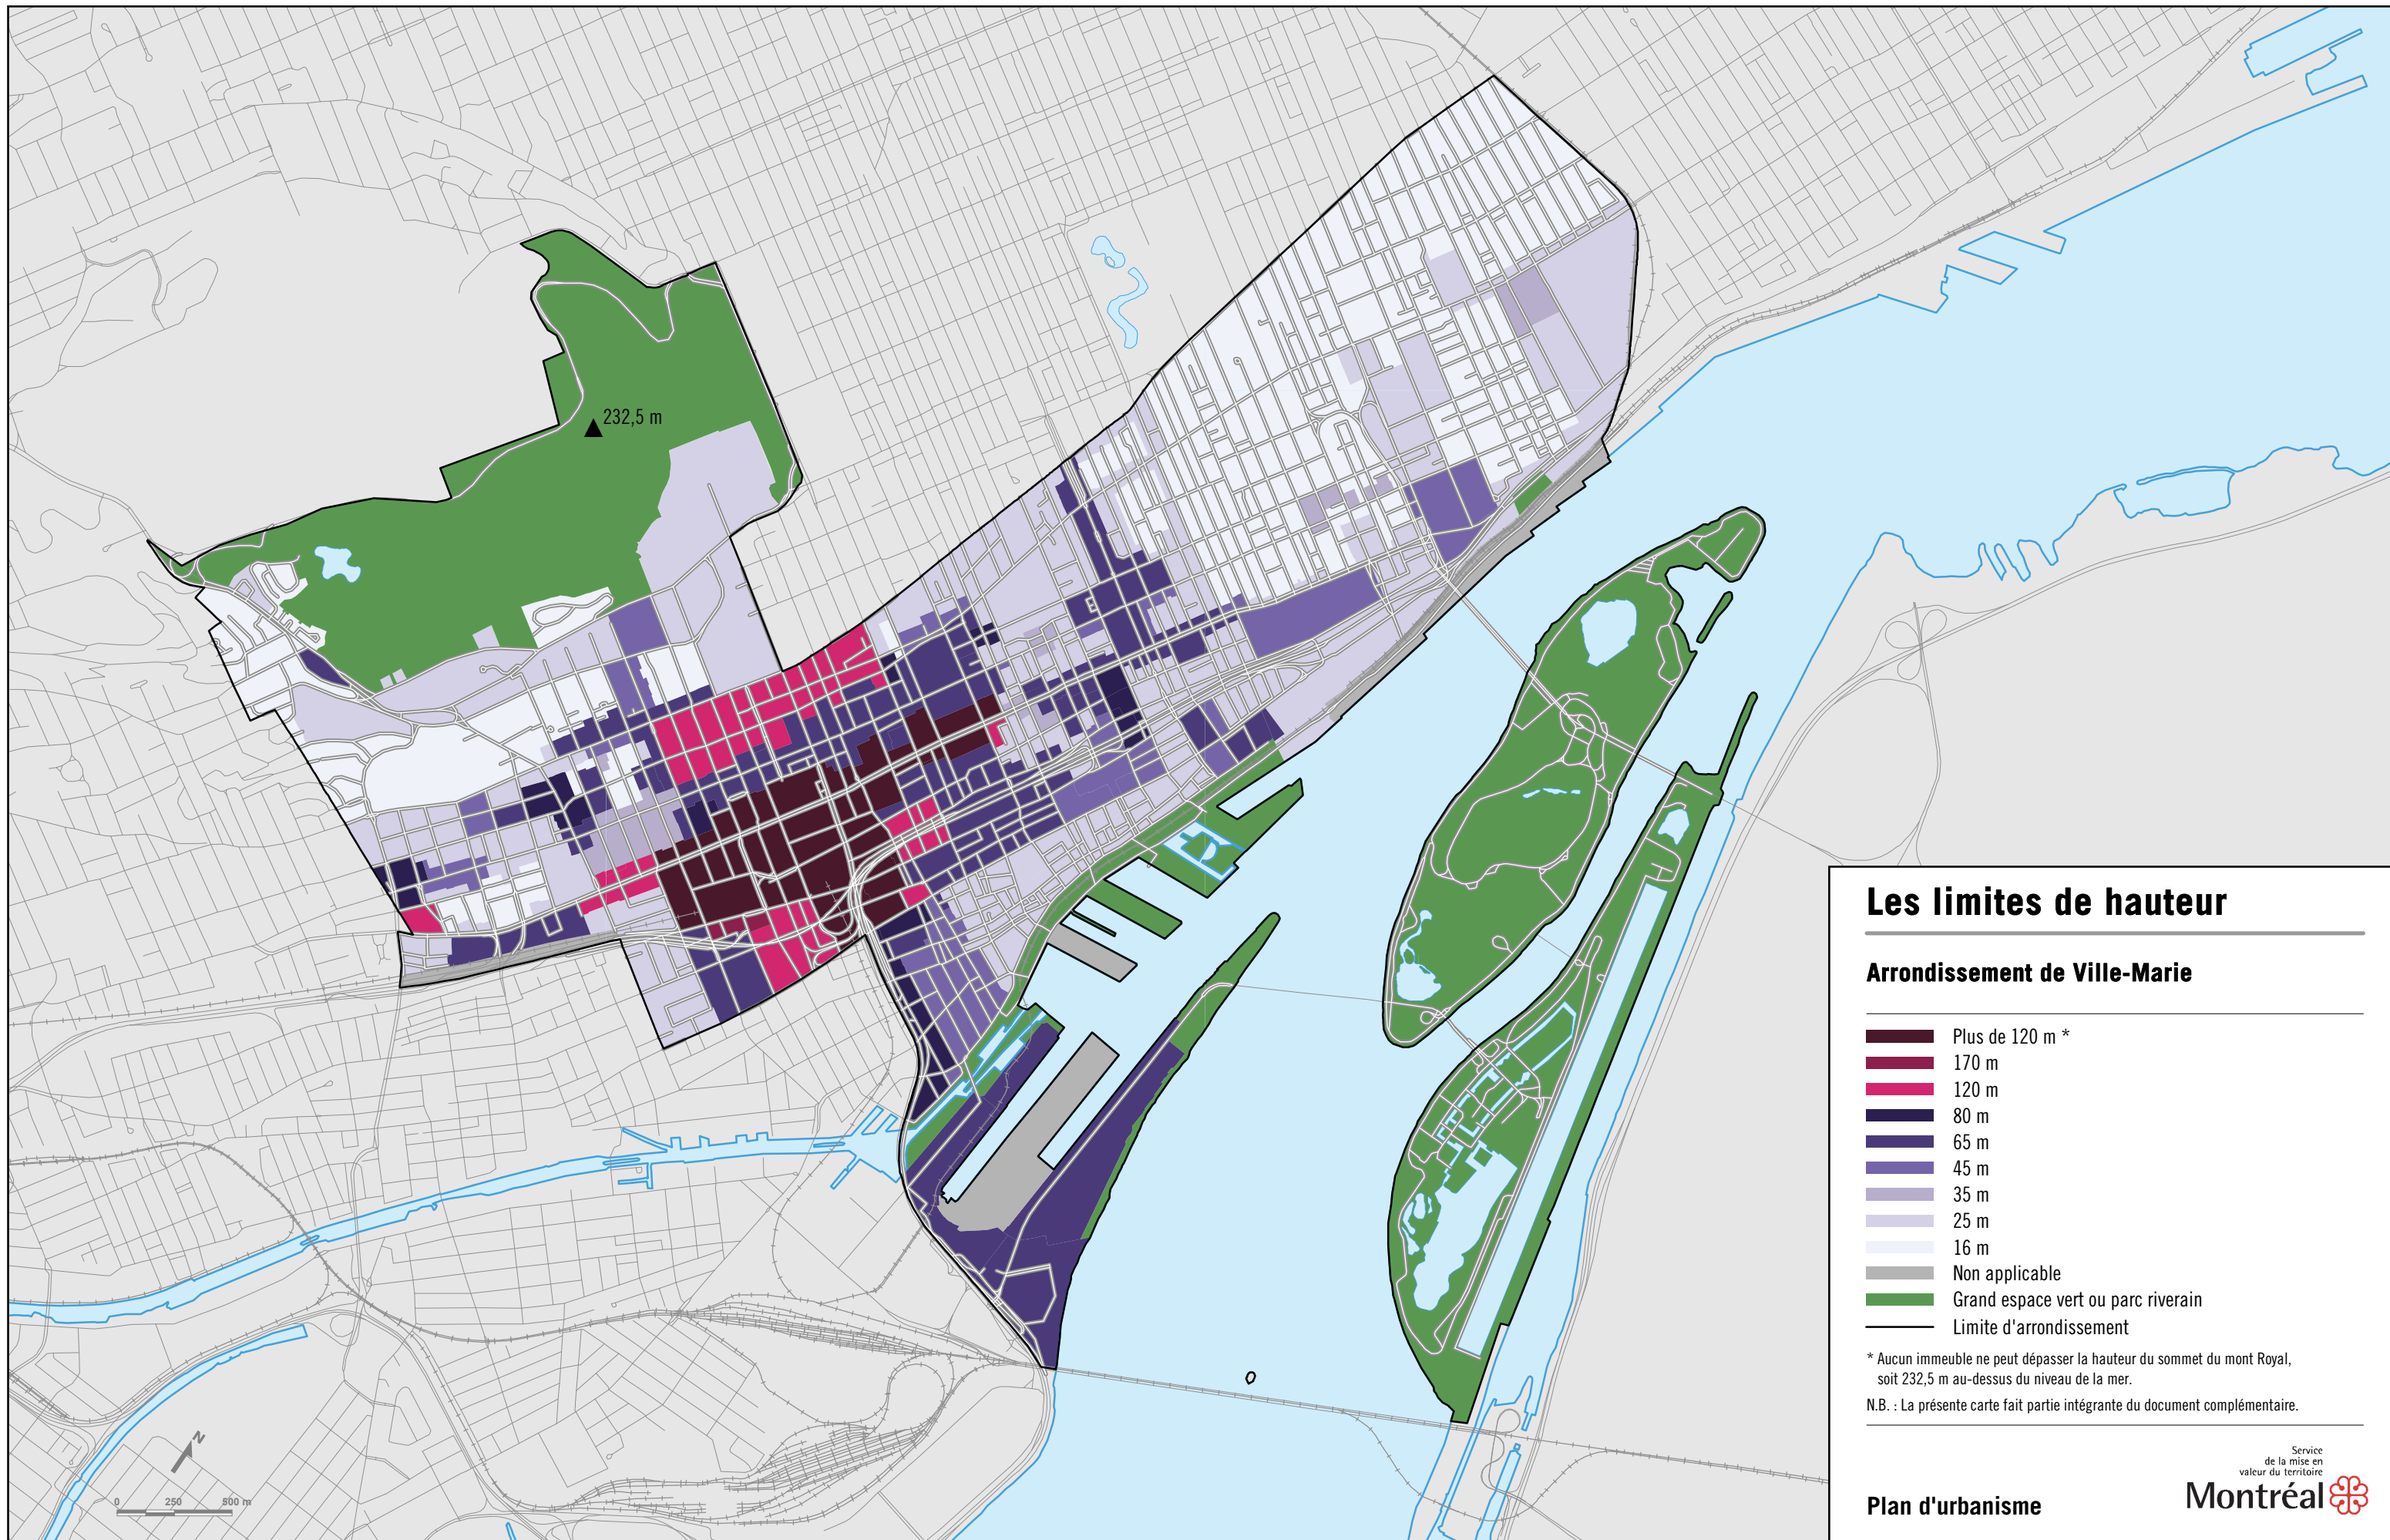 232,5 m
Les limites de hauteur
Arrondissement de Ville-Marie
Plus de 120 m *
170 m
120 m
80 m
65 m
45 m
35 m
25 m
16 m
Non applicable
Grand espace vert ou parc riverain
Limite d'arrondissement
* Aucun immeuble ne peut dépasser la hauteur du sommet du mont Royal,
soit 232,5 m au-dessus du niveau de la mer.
N.B. : La présente carte fait partie intégrante du document complémentaire.
Service
de la mise en
valeur du territoire
Plan d'urbanisme
Montréal
N
0 250 500 m